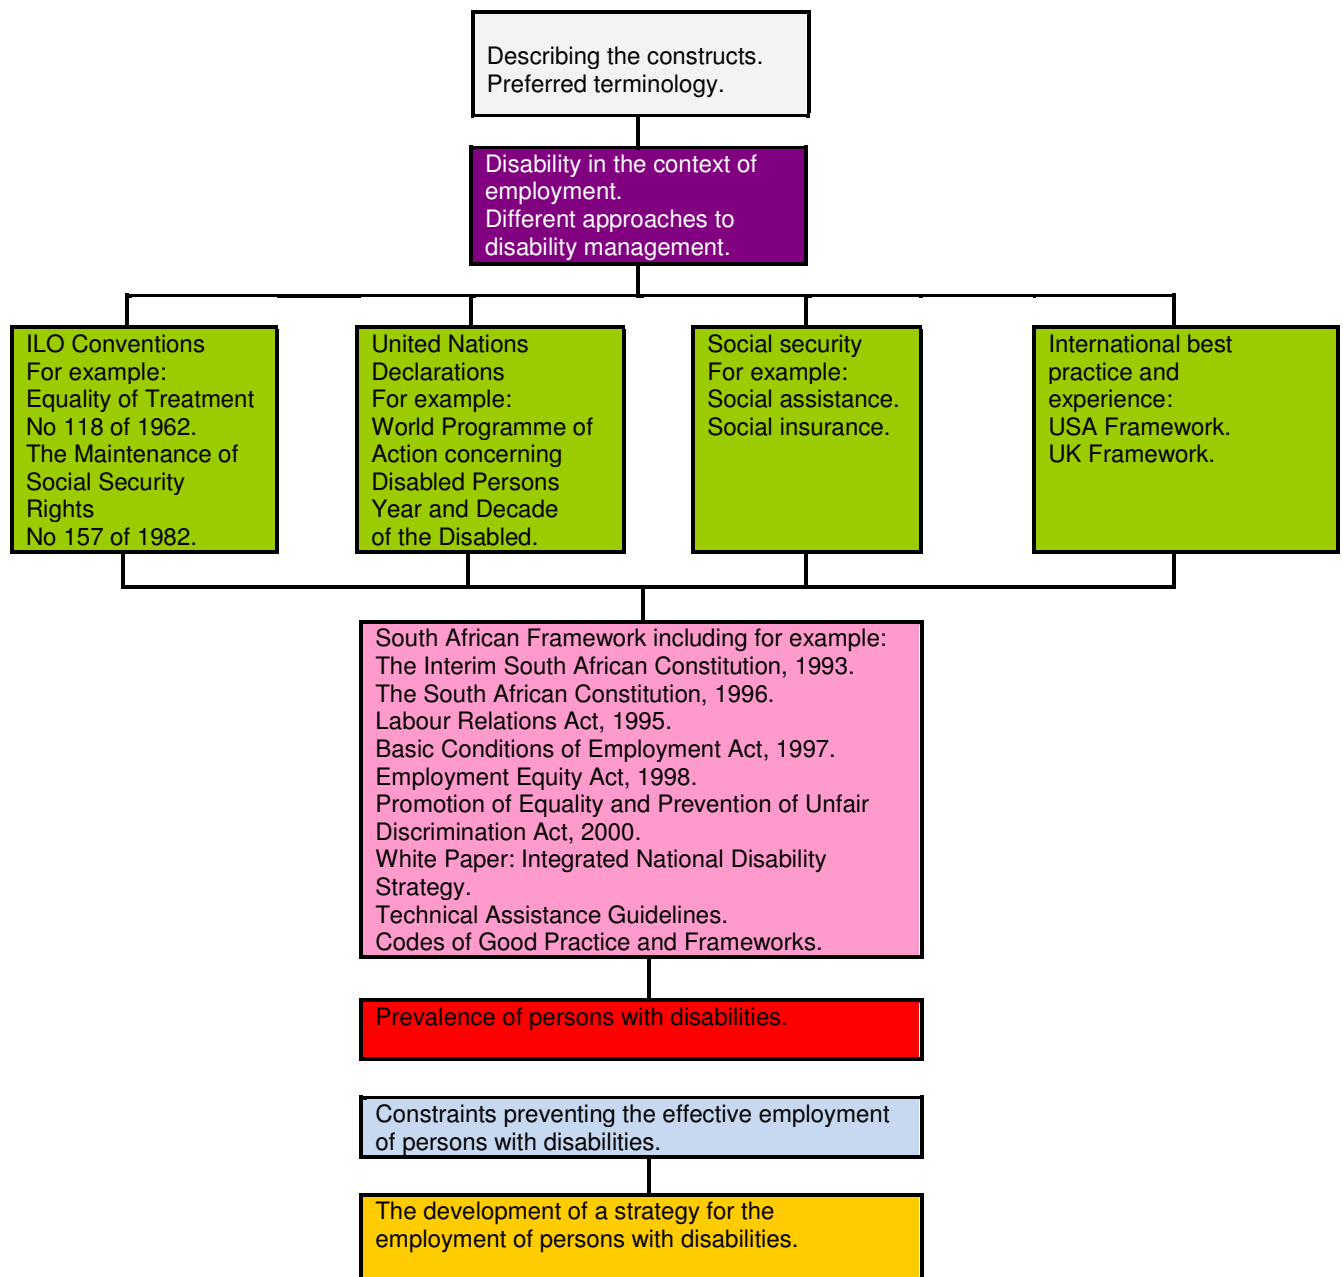 Describing the constructs.
Preferred terminology.
Disability in the context of
employment.
Different approaches to
disability management.
ILO Conventions
For example:
Equality of Treatment
No 118 of 1962.
The Maintenance of
Social Security
Rights
No 157 of 1982.
United Nations
Declarations
For example:
World Programme of
Action concerning
Disabled Persons
Year and Decade
of the Disabled.
Social security
For example:
Social assistance.
Social insurance.
International best
practice and
experience:
USA Framework.
UK Framework.
South African Framework including for example:
The Interim South African Constitution, 1993.
The South African Constitution, 1996.
Labour Relations Act, 1995.
Basic Conditions of Employment Act, 1997.
Employment Equity Act, 1998.
Promotion of Equality and Prevention of Unfair
Discrimination Act, 2000.
White Paper: Integrated National Disability
Strategy.
Technical Assistance Guidelines.
Codes of Good Practice and Frameworks.
Prevalence of persons with disabilities.
Constraints preventing the effective employment
of persons with disabilities.
The development of a strategy for the
employment of persons with disabilities.